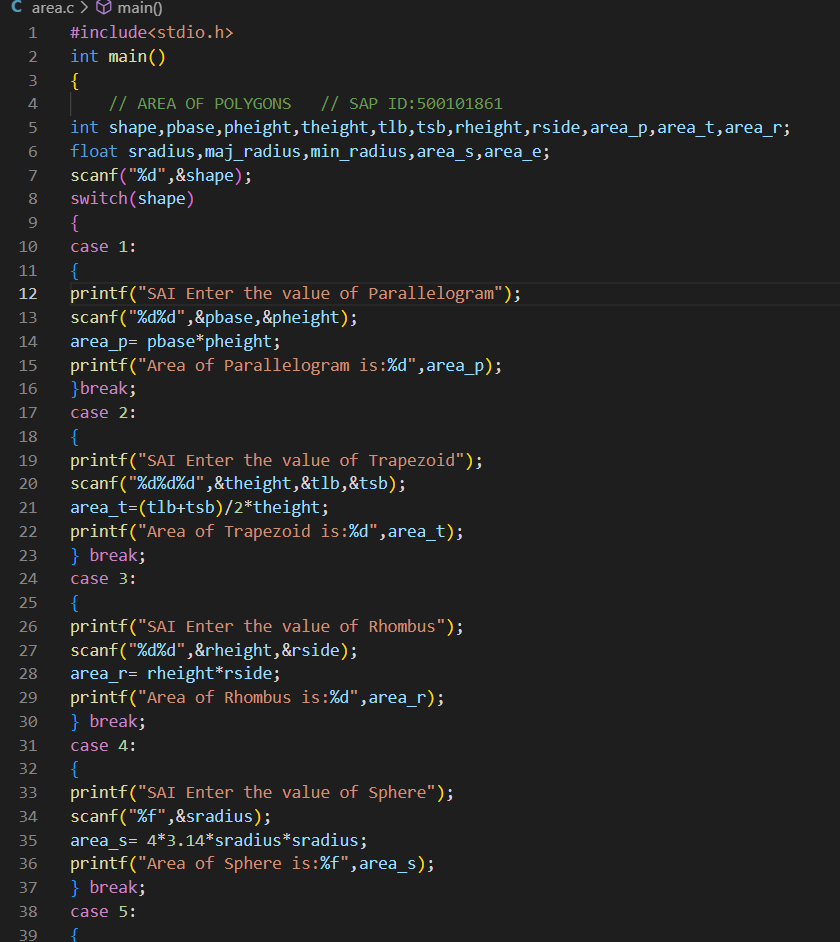 area.c > main()
1 #include<stdio.h>
2 int main()
3 {
4 // AREA OF POLYGONS // SAP ID:500101861
5 int shape,pbase,pheight,theight,tlb,tsb,rheight,rside,area_p,area_t,area_r;
6 float sradius,maj_radius,min_radius,area_s,area_e;
7 scanf("%d",&shape);
8 switch(shape)
9 {
10 case 1:
11 {
12 printf("SAI Enter the value of Parallelogram");
13 scanf("%d%d",&pbase,&pheight);
14 area_p= pbase*pheight;
15 printf("Area of Parallelogram is:%d",area_p);
16 }break;
17 case 2:
18 {
19 printf("SAI Enter the value of Trapezoid");
20 scanf("%d%d%d",&theight,&tlb,&tsb);
21 area_t=(tlb+tsb)/2*theight;
22 printf("Area of Trapezoid is:%d",area_t);
23 } break;
24 case 3:
25 {
26 printf("SAI Enter the value of Rhombus");
27 scanf("%d%d",&rheight,&rside);
28 area_r= rheight*rside;
29 printf("Area of Rhombus is:%d",area_r);
30 } break;
31 case 4:
32 {
33 printf("SAI Enter the value of Sphere");
34 scanf("%f",&sradius);
35 area_s= 4*3.14*sradius*sradius;
36 printf("Area of Sphere is:%f",area_s);
37 } break;
38 case 5:
39 {